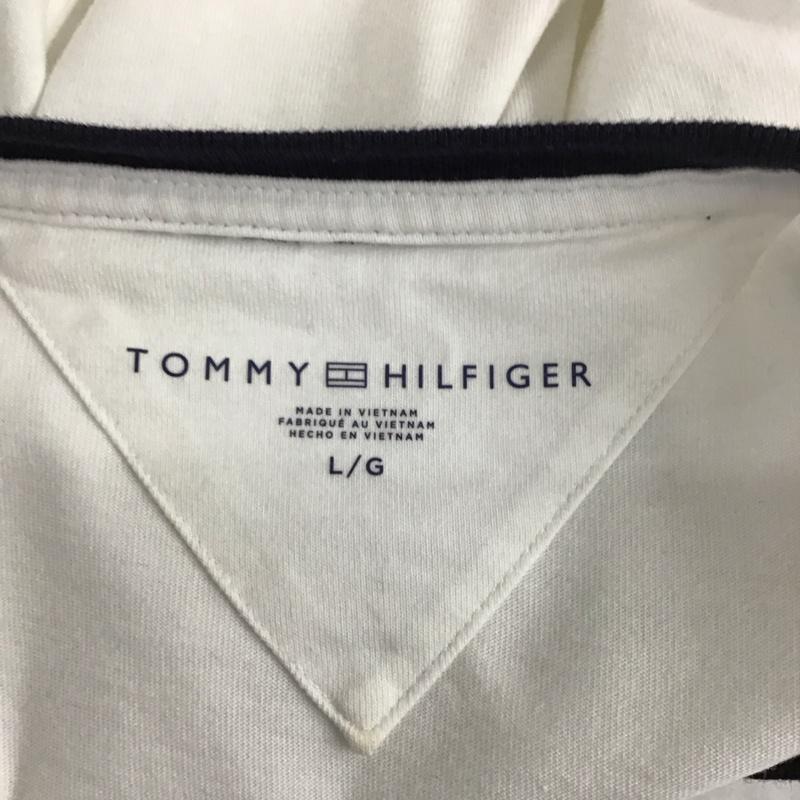 TOMMY HILFIGER
MADE IN VIETNAM
FABRIQUÉ AU VIETNAM
HECHO EN VIETNAM
L/G